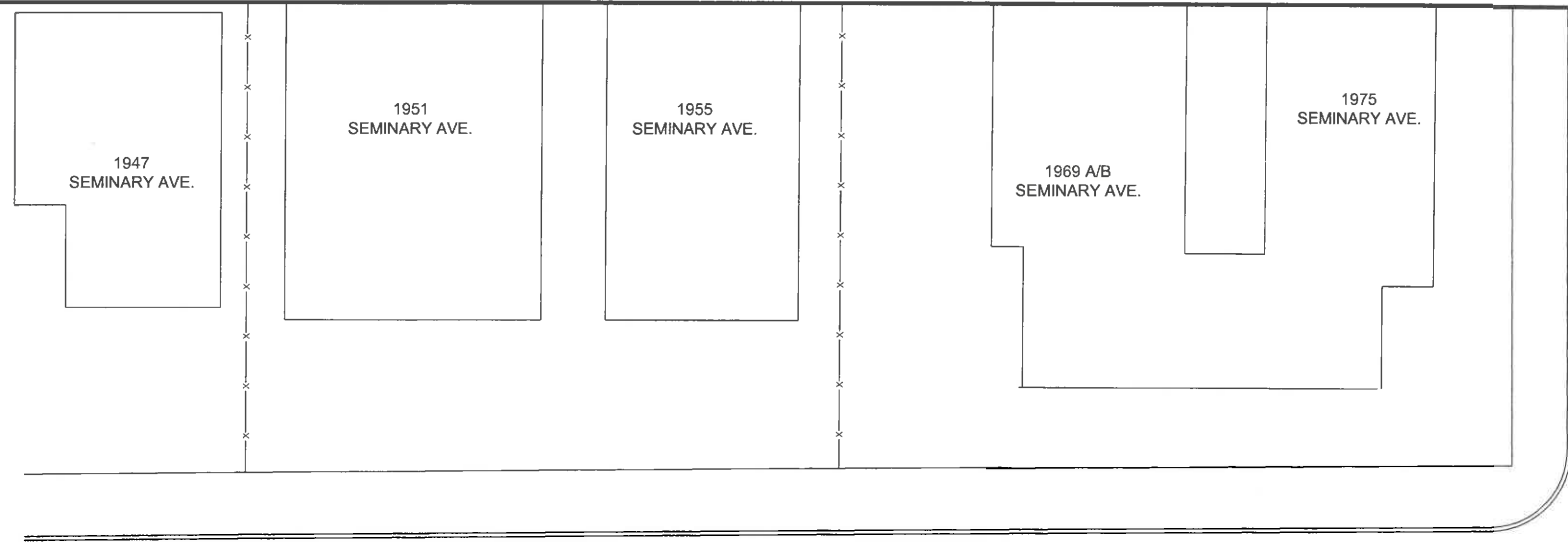 1947
SEMINARY AVE.
1951
SEMINARY AVE.
1955
SEMINARY AVE.
1969 A/B
SEMINARY AVE.
1975
SEMINARY AVE.